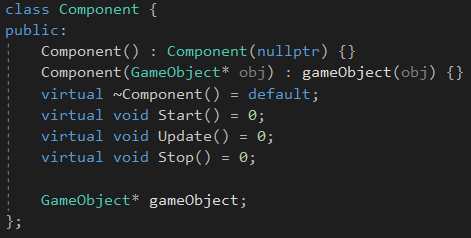 class Component {
public:
    Component() : Component(nullptr) {}
    Component(GameObject* obj) : gameObject(obj) {}
    virtual ~Component() = default;
    virtual void Start() = 0;
    virtual void Update() = 0;
    virtual void Stop() = 0;
    GameObject* gameObject;
};